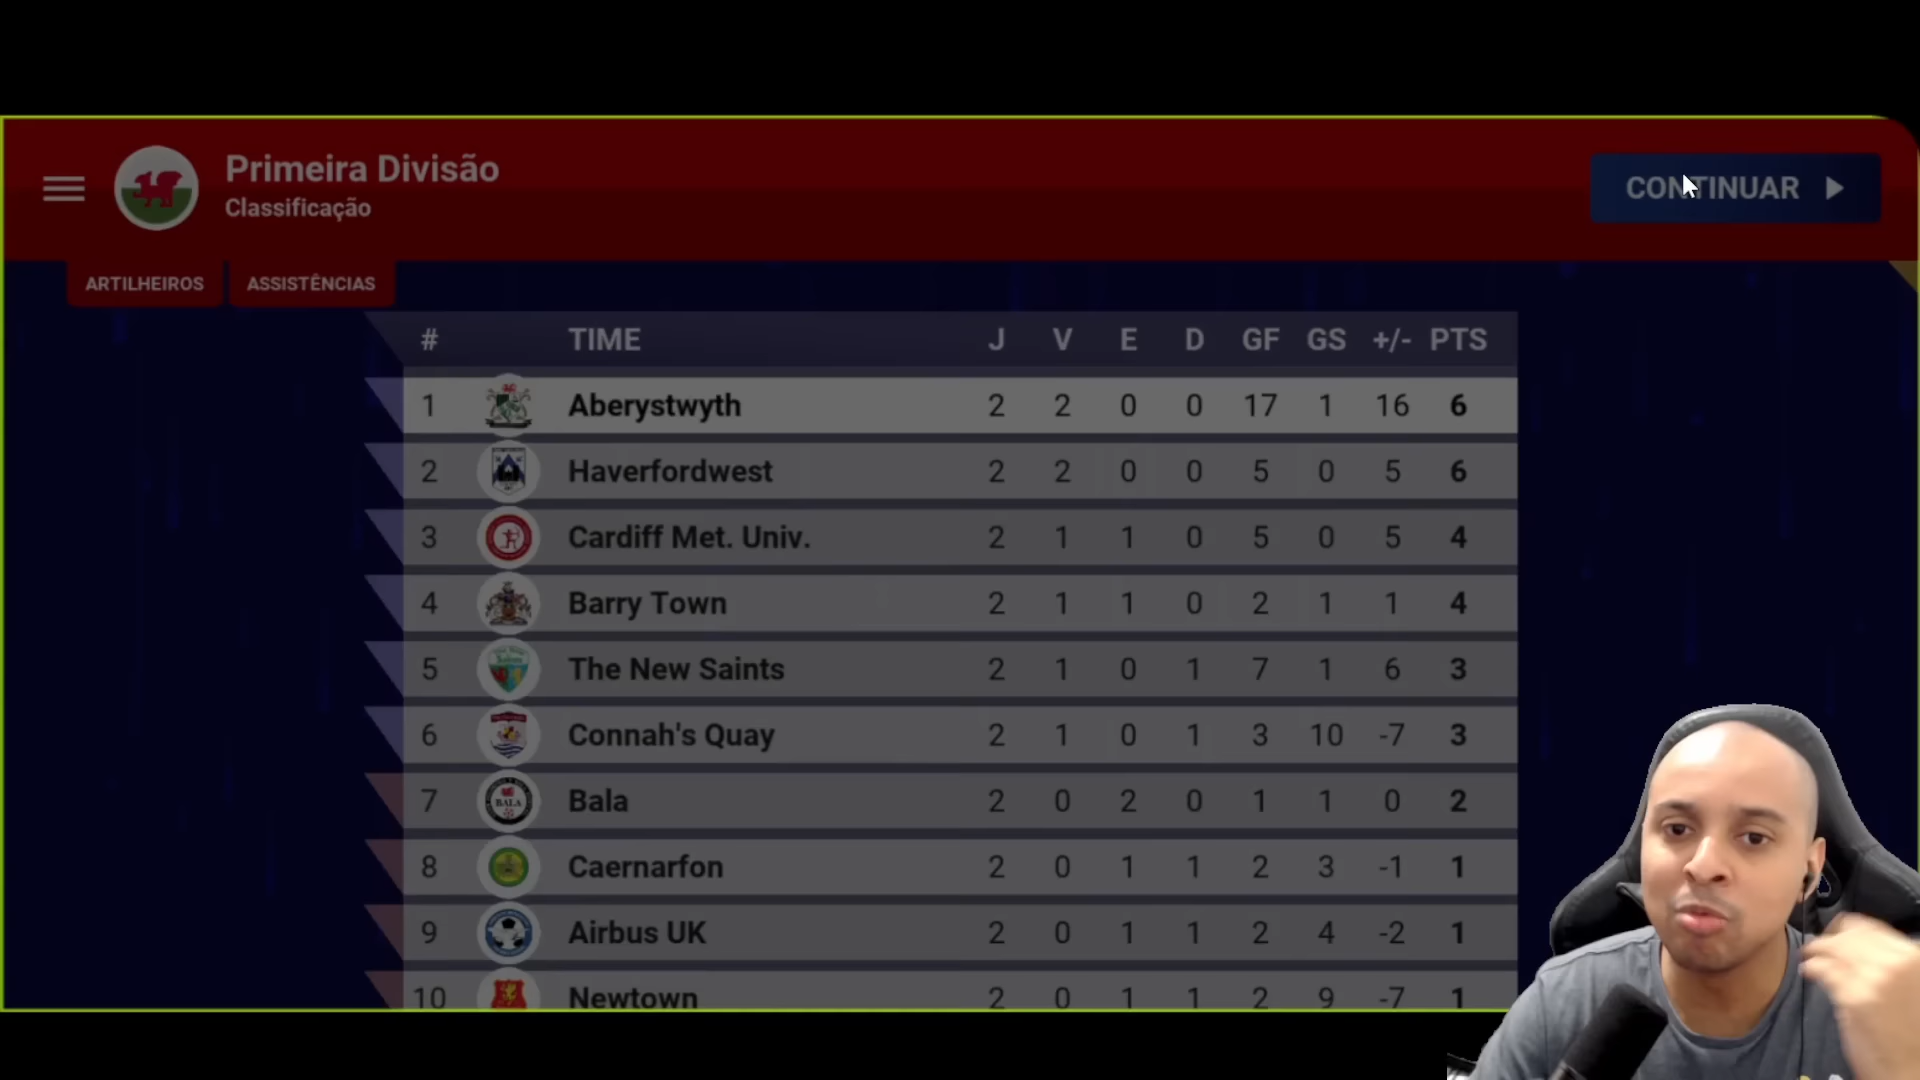 Primeira Divisão
Classificação
CONTINUAR
ARTILHEIROS ASSISTÊNCIAS
# TIME J V E D GF GS +/- PTS
1 Aberystwyth 2 2 0 0 17 1 16 6
2 Haverfordwest 2 2 0 0 5 0 5 6
3 Cardiff Met. Univ. 2 1 1 0 5 0 5 4
4 Barry Town 2 1 1 0 2 1 1 4
5 The New Saints 2 1 0 1 7 1 6 3
6 Connah's Quay 2 1 0 1 3 10 -7 3
7 BALA Bala 2 0 2 0 1 1 0 2
8 Caernarfon 2 0 1 1 2 3 -1 1
9 Airbus UK 2 0 1 1 2 4 -2 1
10 Newtown 2 0 1 1 2 9 -7 1